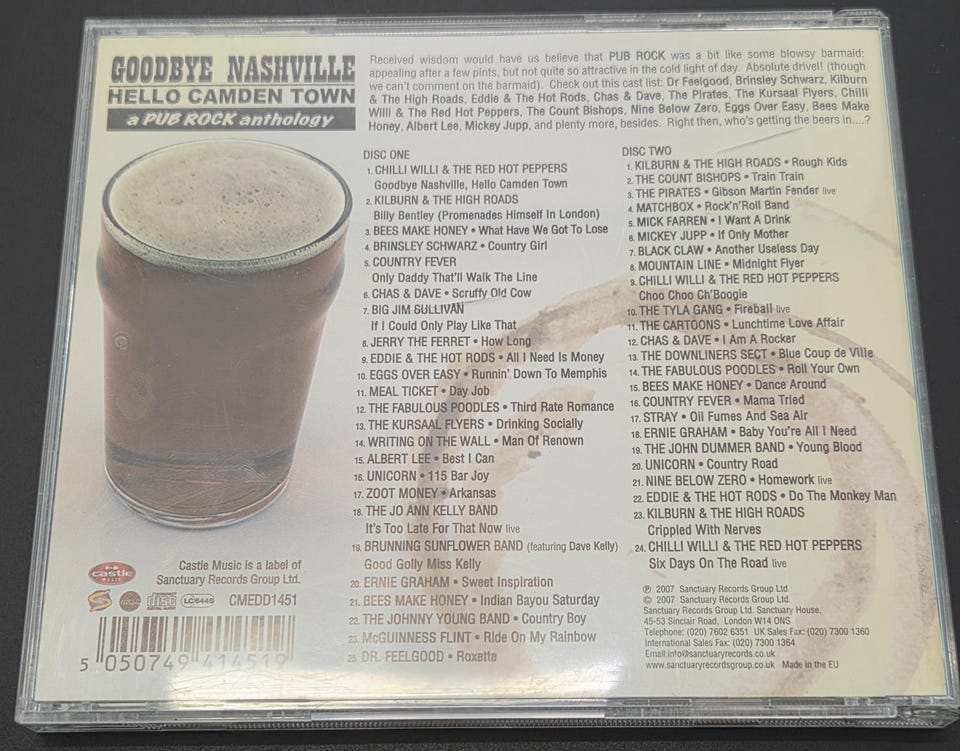 GOODBYE NASHVILLE
HELLO CAMDEN TOWN
a PUB ROCK anthology
Received wisdom would have us believe that PUB ROCK was a bit like some blowsy barmaid:
appealing after a few pints, but not quite so attractive in the cold light of day. Absolute drivel! (though
we can't comment on the barmaid). Check out this cast list: Dr Feelgood, Brinsley Schwarz, Kilburn
& The High Roads, Eddie & The Hot Rods, Chas & Dave, The Pirates, The Kursaal Flyers, Chilli
Willi & The Red Hot Peppers, The Count Bishops, Nine Below Zero, Eggs Over Easy, Bees Make
Honey, Albert Lee, Mickey Jupp, and plenty more, besides. Right then, who's getting the beers in....?
DISC ONE
1. CHILLI WILLI & THE RED HOT PEPPERS
Goodbye Nashville, Hello Camden Town
2. KILBURN & THE HIGH ROADS
Billy Bentley (Promenades Himself In London)
3. BEES MAKE HONEY • What Have We Got To Lose
4. BRINSLEY SCHWARZ • Country Girl
5. COUNTRY FEVER
Only Daddy That'll Walk The Line
6. CHAS & DAVE • Scruffy Old Cow
7. BIG JIM SULLIVAN
If I Could Only Play Like That
8. JERRY THE FERRET • How Long
9. EDDIE & THE HOT RODS • All I Need Is Money
10. EGGS OVER EASY • Runnin' Down To Memphis
11. MEAL TICKET • Day Job
12. THE FABULOUS POODLES • Third Rate Romance
13. THE KURSAAL FLYERS • Drinking Socially
14. WRITING ON THE WALL • Man Of Renown
15. ALBERT LEE • Best I Can
16. UNICORN • 115 Bar Joy
17. ZOOT MONEY • Arkansas
18. THE JO ANN KELLY BAND
It's Too Late For That Now live
19. BRUNNING SUNFLOWER BAND (featuring Dave Kelly)
Good Golly Miss Kelly
20. ERNIE GRAHAM • Sweet Inspiration
21. BEES MAKE HONEY • Indian Bayou Saturday
22. THE JOHNNY YOUNG BAND • Country Boy
23. McGUINNESS FLINT • Ride On My Rainbow
25. DR. FEELGOOD • Roxette
DISC TWO
1. KILBURN & THE HIGH ROADS • Rough Kids
2. THE COUNT BISHOPS • Train Train
3. THE PIRATES • Gibson Martin Fender live
4. MATCHBOX • Rock'n'Roll Band
5. MICK FARREN • I Want A Drink
6. MICKEY JUPP • If Only Mother
7. BLACK CLAW • Another Useless Day
8. MOUNTAIN LINE • Midnight Flyer
9. CHILLI WILLI & THE RED HOT PEPPERS
Choo Choo Ch'Boogie
10. THE TYLA GANG • Fireball live
11. THE CARTOONS • Lunchtime Love Affair
12. CHAS & DAVE • I Am A Rocker
13. THE DOWNLINERS SECT • Blue Coup de Ville
14. THE FABULOUS POODLES • Roll Your Own
15. BEES MAKE HONEY • Dance Around
16. COUNTRY FEVER • Mama Tried
17. STRAY • Oil Fumes And Sea Air
18. ERNIE GRAHAM • Baby You're All I Need
19. THE JOHN DUMMER BAND • Young Blood
20. UNICORN • Country Road
21. NINE BELOW ZERO • Homework live
22. EDDIE & THE HOT RODS • Do The Monkey Man
23. KILBURN & THE HIGH ROADS
Crippled With Nerves
24. CHILLI WILLI & THE RED HOT PEPPERS
Six Days On The Road live
castle
MUSIC
Castle Music is a label of
Sanctuary Records Group Ltd.
disc
LC 6448
CMEDD1451
5 050749 414519
℗ 2007 Sanctuary Records Group Ltd.
© 2007 Sanctuary Records Group Ltd.
Sanctuary Records Group Ltd. Sanctuary House,
45-53 Sinclair Road, London W14 0NS
Telephone: (020) 7602 6351 UK Sales Fax: (020) 7300 1360
International Sales Fax: (020) 7300 1364
Email:info@sanctuaryrecords.co.uk
www.sanctuaryrecordsgroup.co.uk Made in the EU